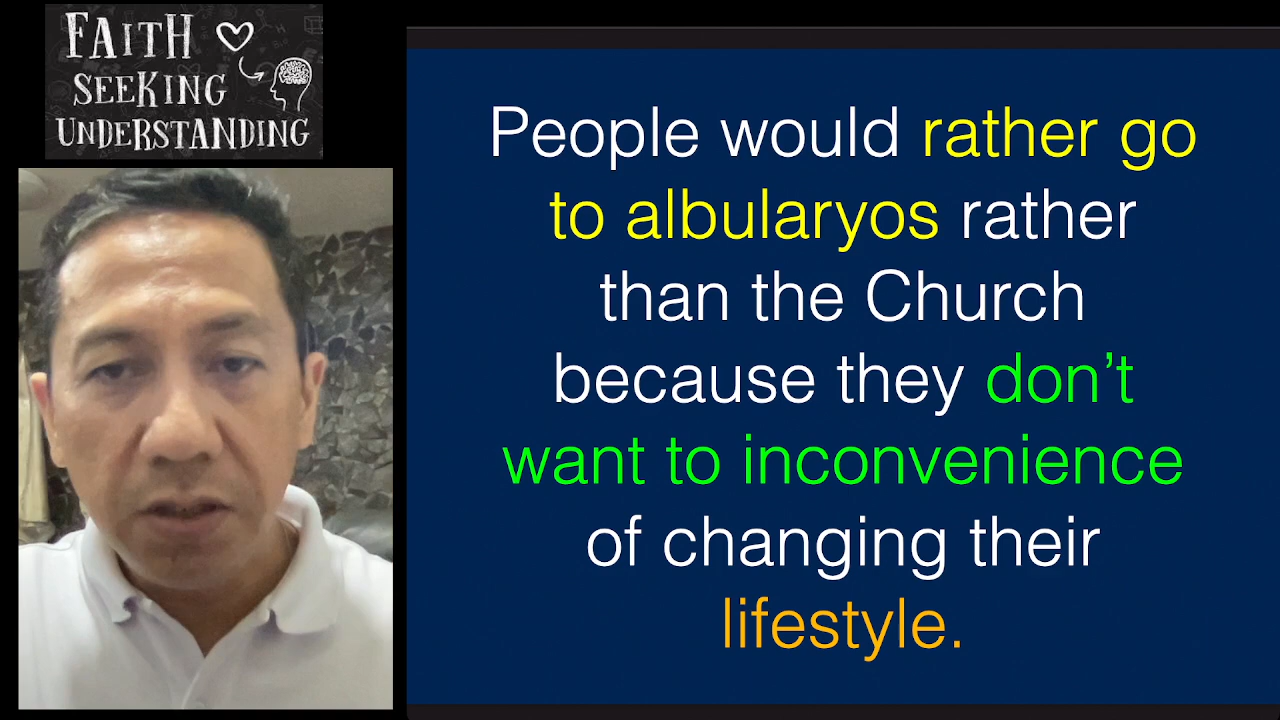 FAITH
SEEKING
UNDERSTANDING
People would rather go
to albularyos rather
than the Church
because they don't
want to inconvenience
of changing their
lifestyle.